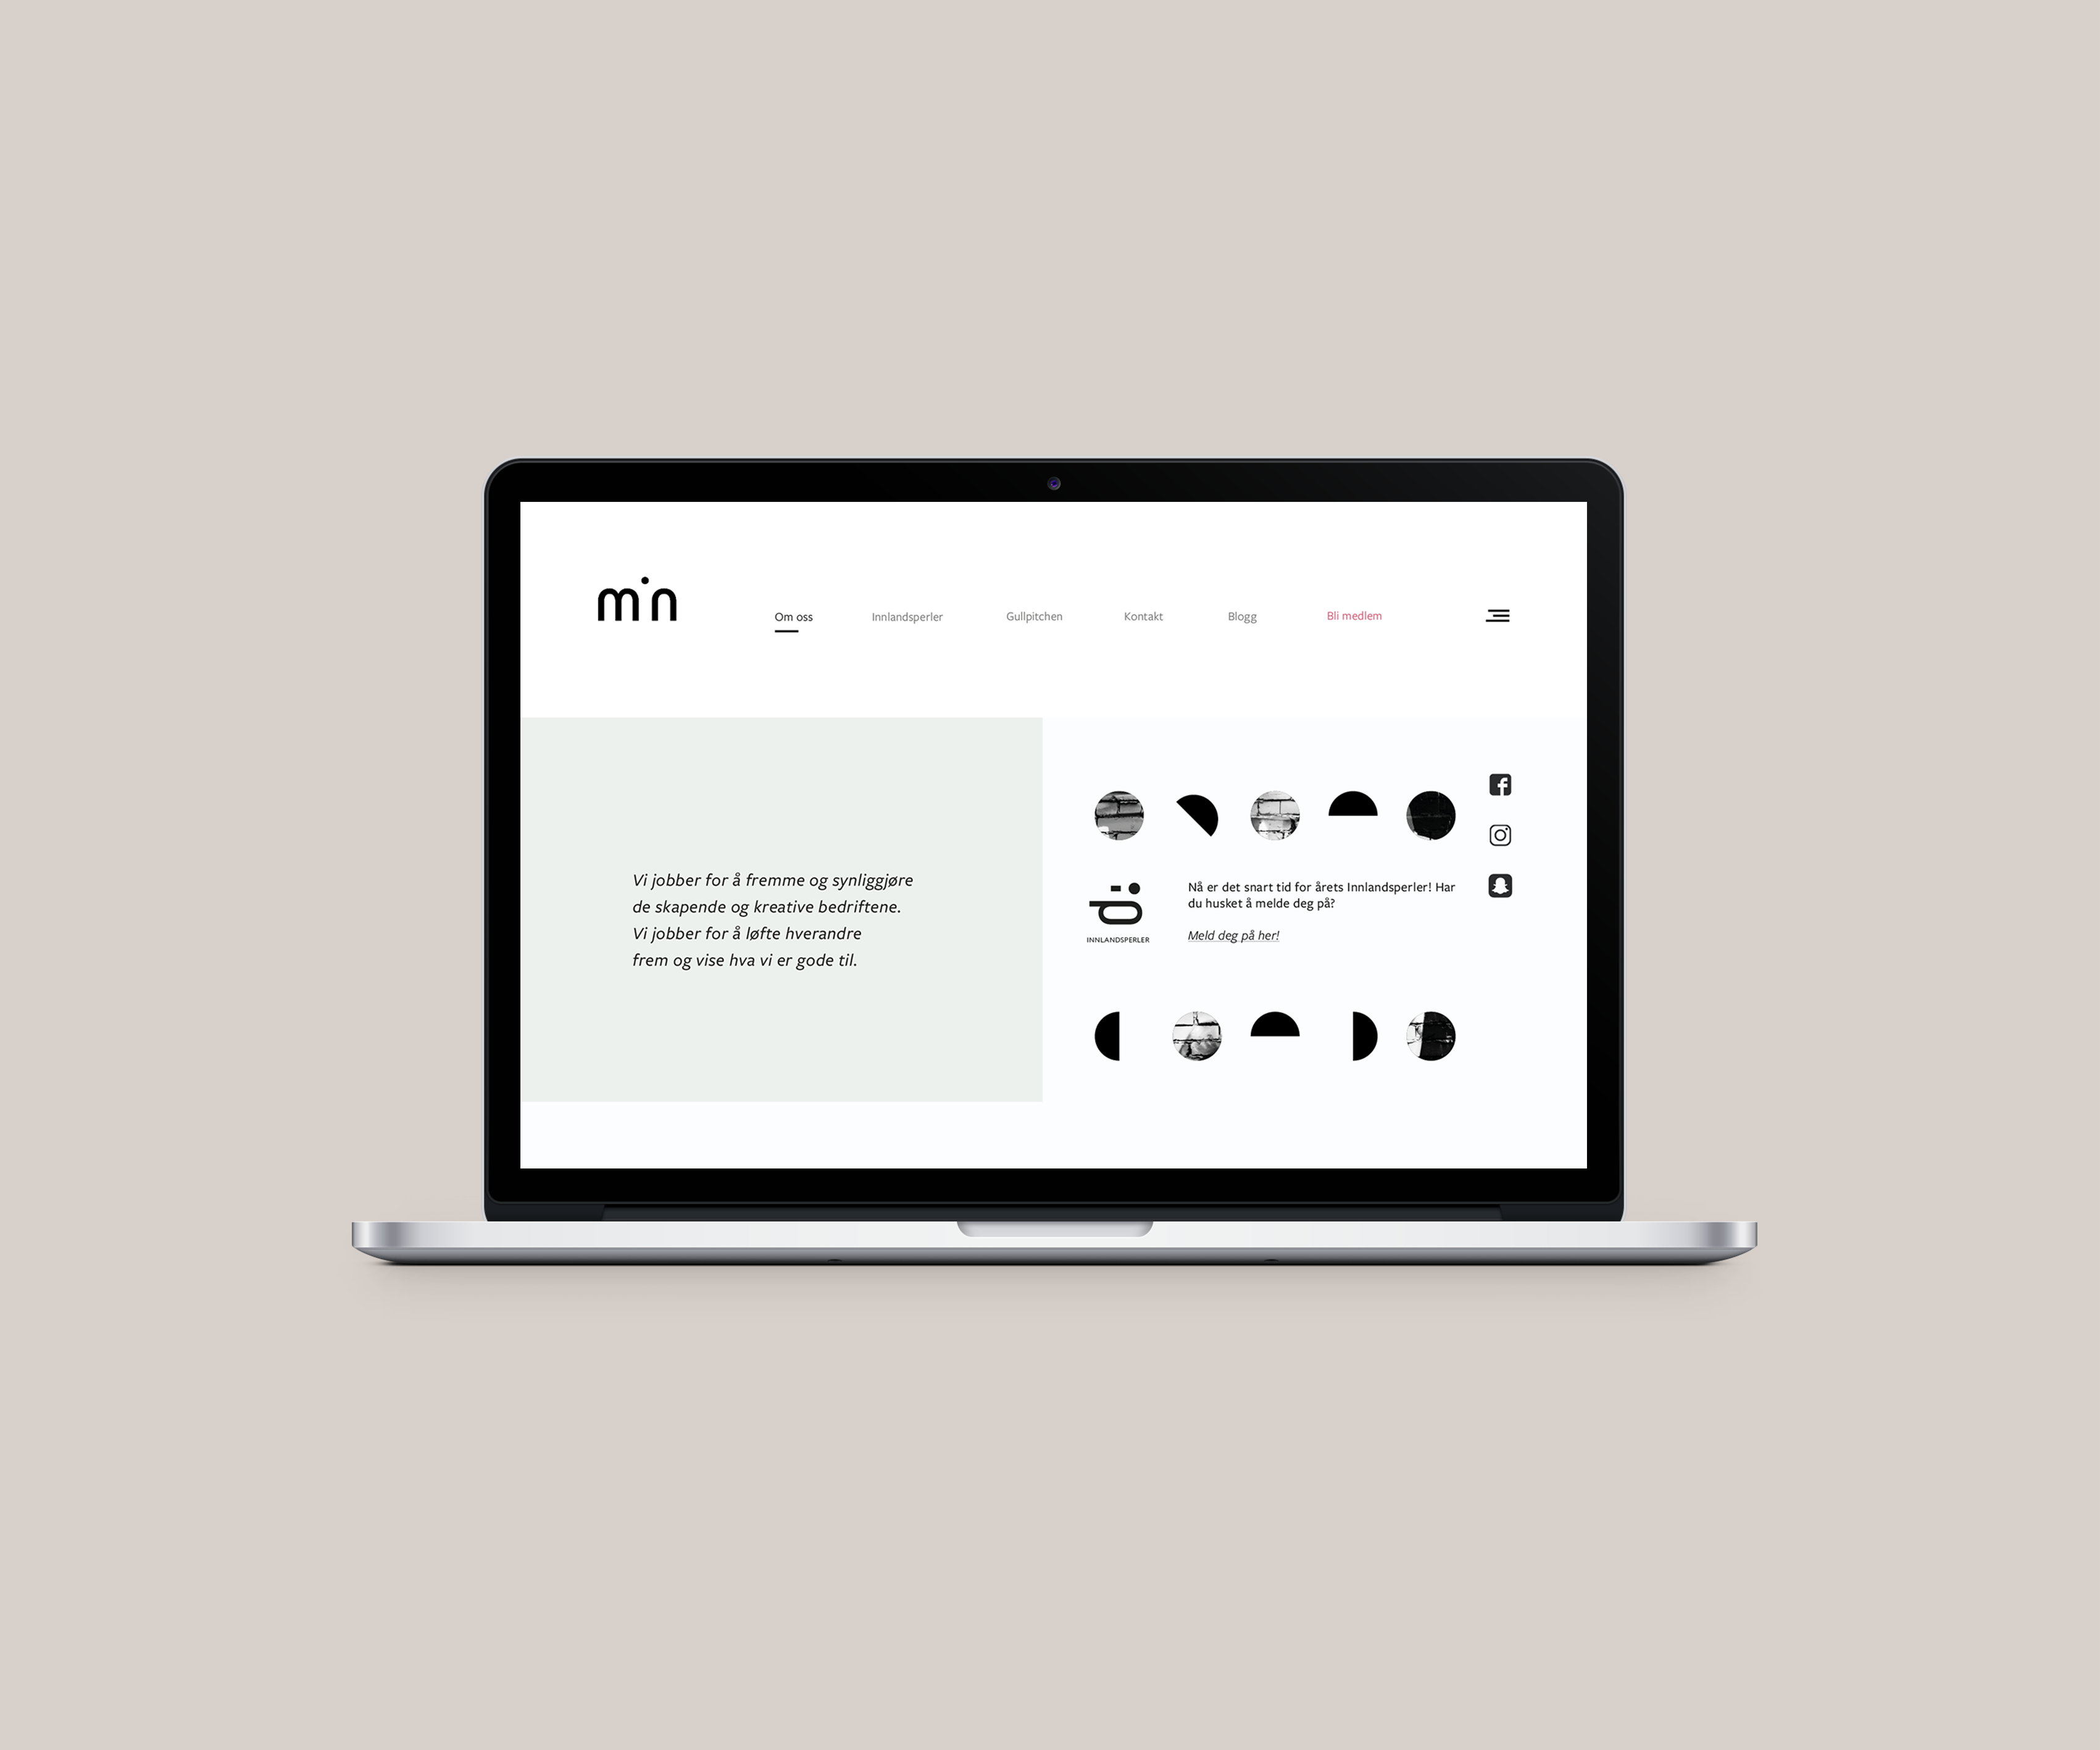 min
Om oss
Innlandsperler
Gullpitchen
Kontakt
Blogg
Bli medlem
Vi jobber for å fremme og synliggjøre
de skapende og kreative bedriftene.
Vi jobber for å løfte hverandre
frem og vise hva vi er gode til.
INNLANDSPERLER
Nå er det snart tid for årets Innlandsperler! Har
du husket å melde deg på?
Meld deg på her!